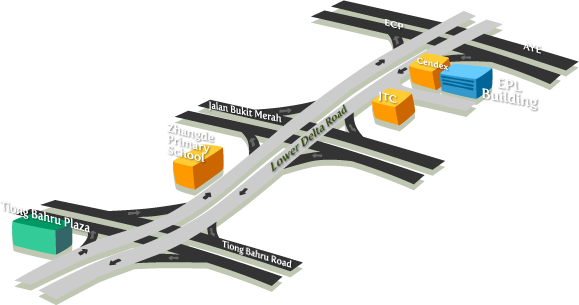 ECP
AYE
Cendex
EPL
Building
ITC
Jalan Bukit Merah
Lower Delta Road
Zhangde
Primary
School
Tiong Bahru Plaza
Tiong Bahru Road